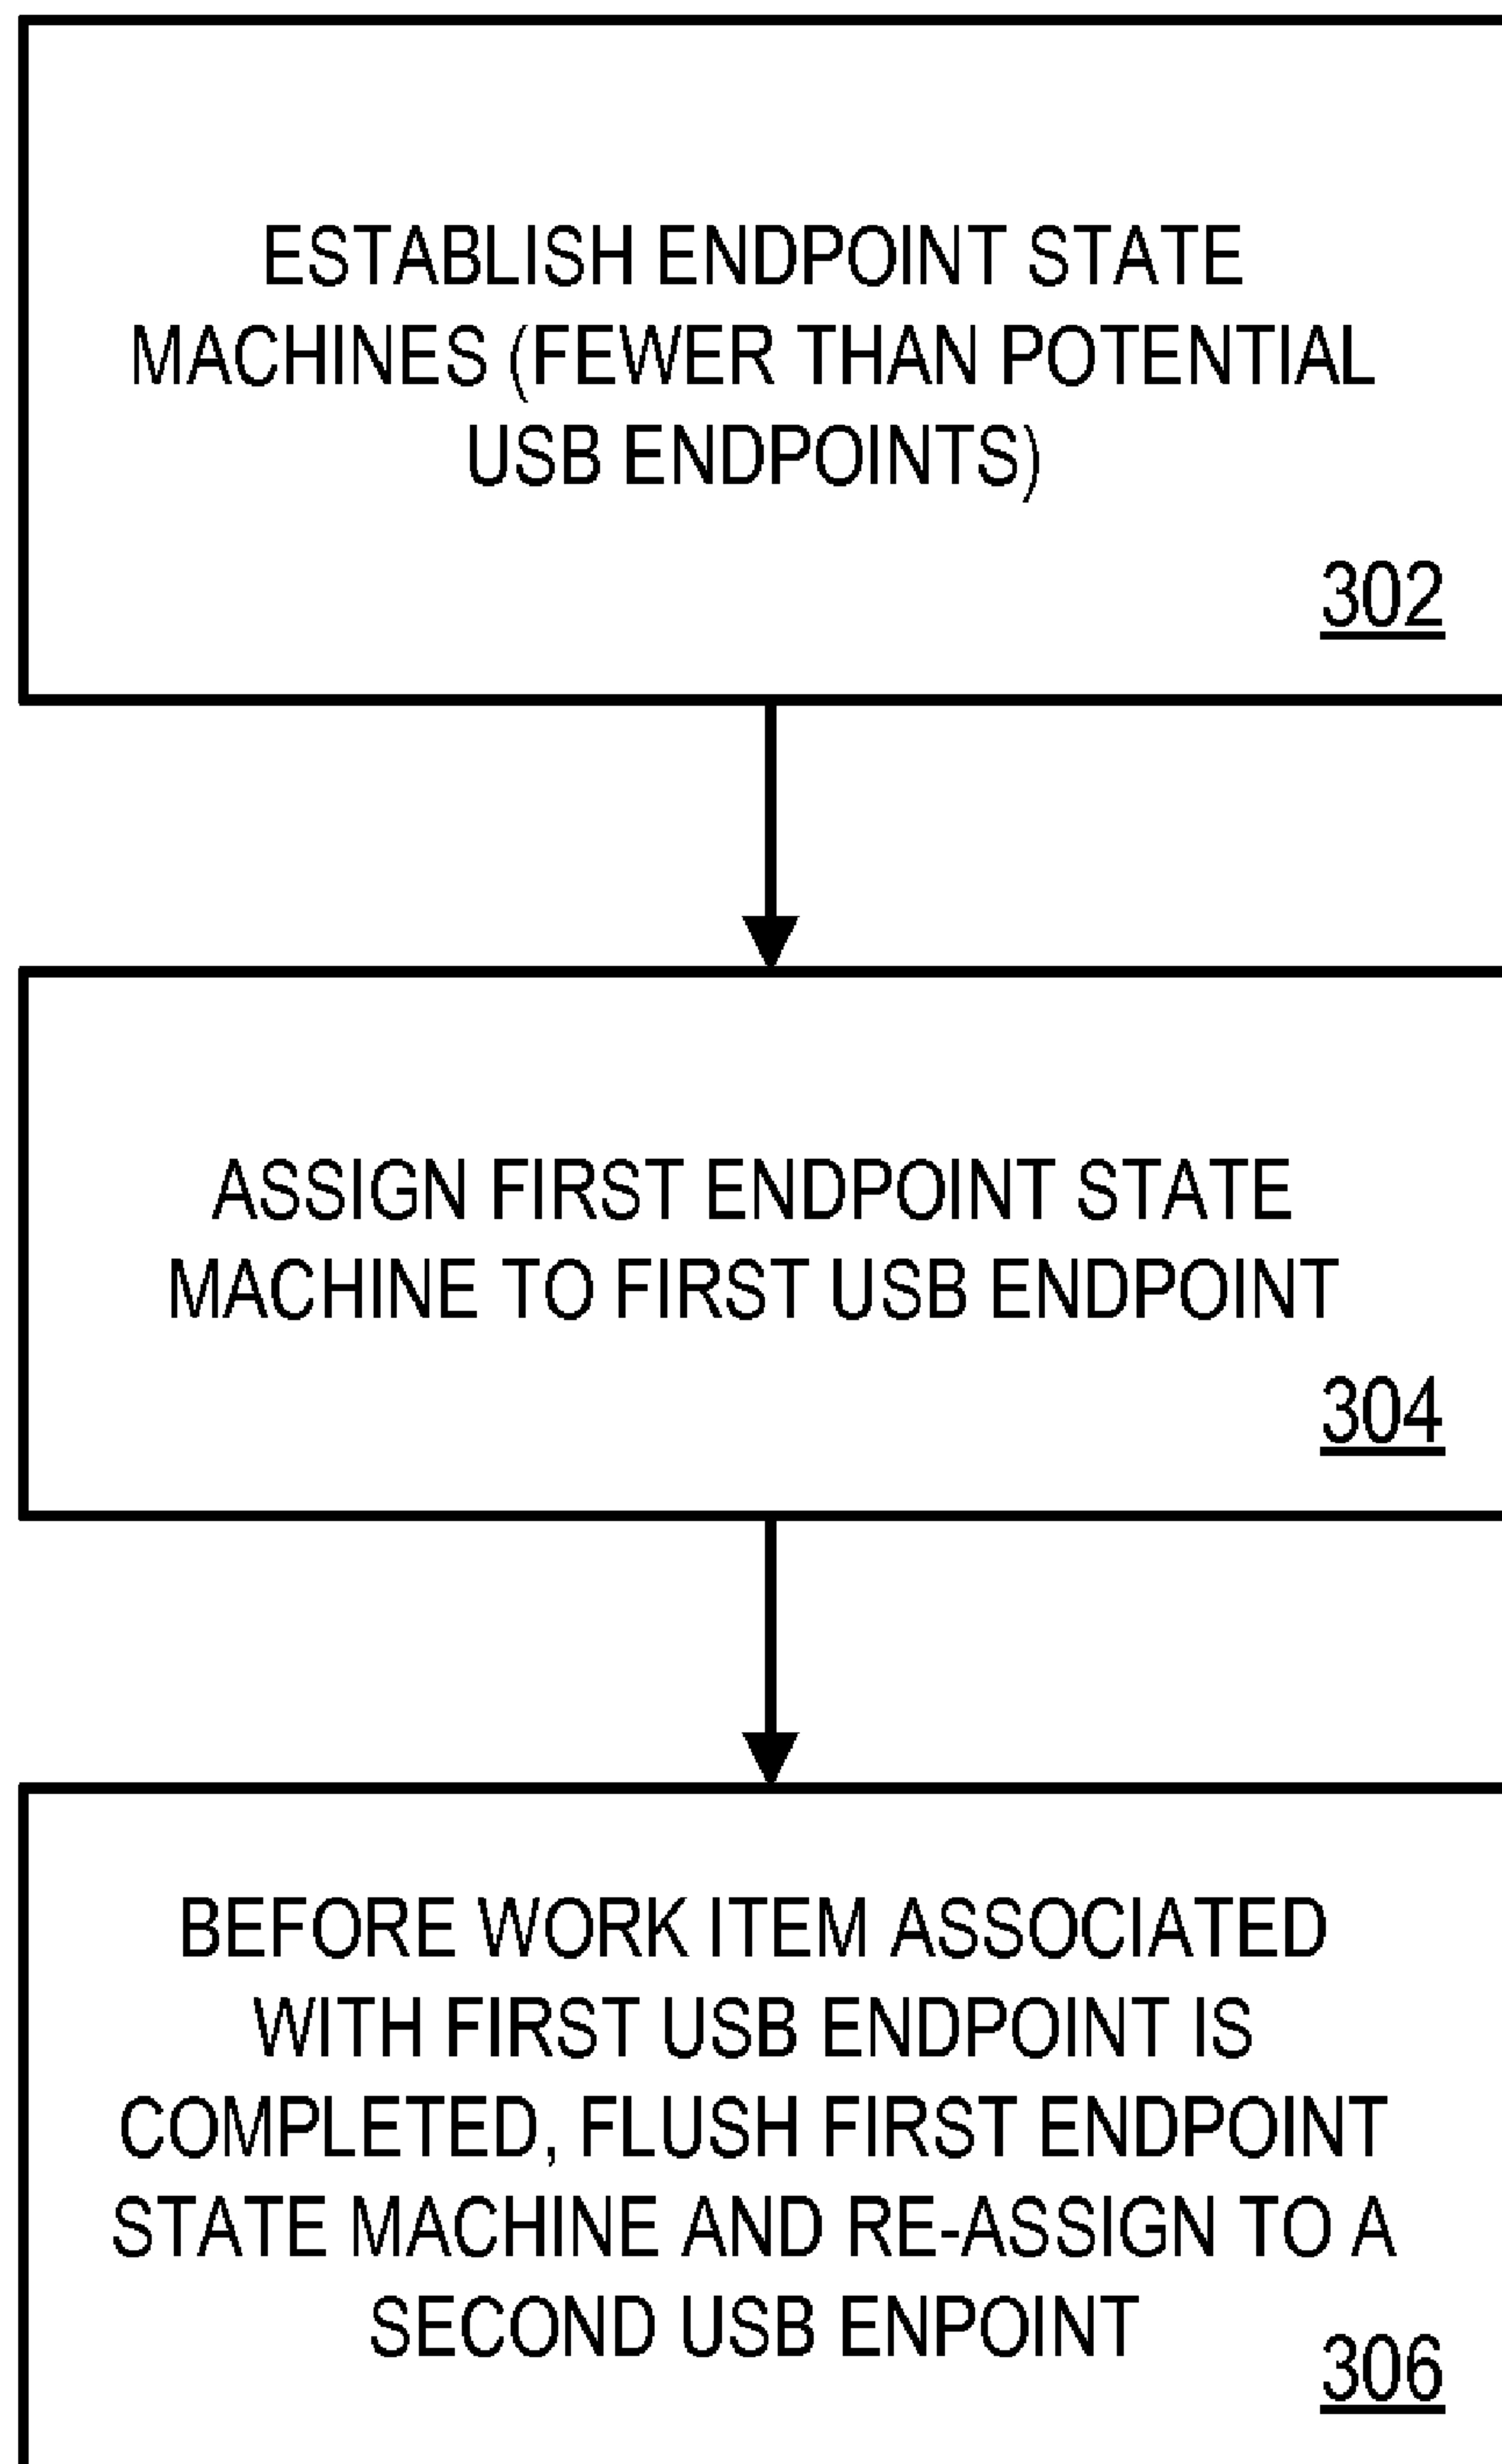 ESTABLISH ENDPOINT STATE
MACHINES (FEWER THAN POTENTIAL
USB ENDPOINTS)
302
ASSIGN FIRST ENDPOINT STATE
MACHINE TO FIRST USB ENDPOINT
304
BEFORE WORK ITEM ASSOCIATED
WITH FIRST USB ENDPOINT IS
COMPLETED, FLUSH FIRST ENDPOINT
STATE MACHINE AND RE-ASSIGN TO A
SECOND USB ENPOINT
306